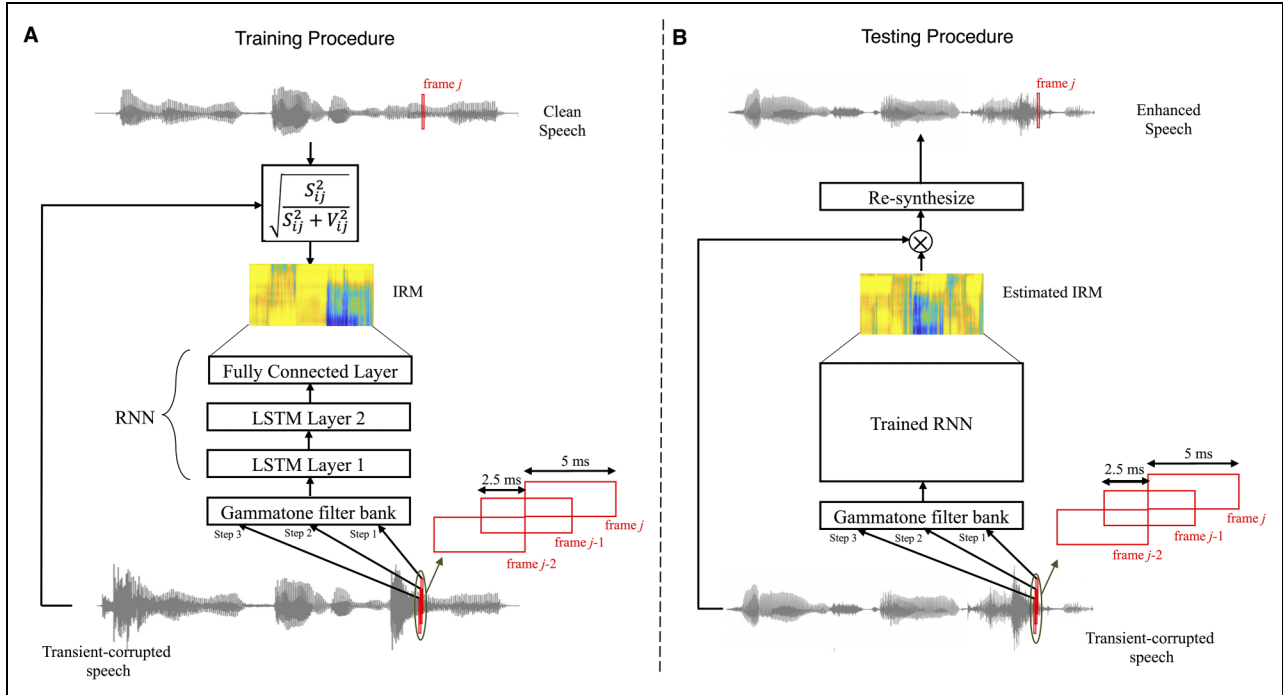 A
Training Procedure
frame j
Clean
Speech
S²ij
√ S²ij + V²ij
IRM
Fully Connected Layer
RNN
LSTM Layer 2
LSTM Layer 1
5 ms
2.5 ms
Gammatone filter bank
Step 3
Step 2
Step 1
frame j
frame j-1
frame j-2
Transient-corrupted
speech
B
Testing Procedure
frame j
Enhanced
Speech
Re-synthesize
Estimated IRM
Trained RNN
5 ms
2.5 ms
Gammatone filter bank
Step 3
Step 2
Step 1
frame j
frame j-1
frame j-2
Transient-corrupted
speech